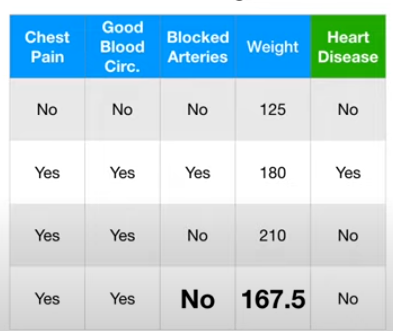 Chest Pain Good Blood Circ. Blocked Arteries Weight Heart Disease
No No No 125 No
Yes Yes Yes 180 Yes
Yes Yes No 210 No
Yes Yes No 167.5 No